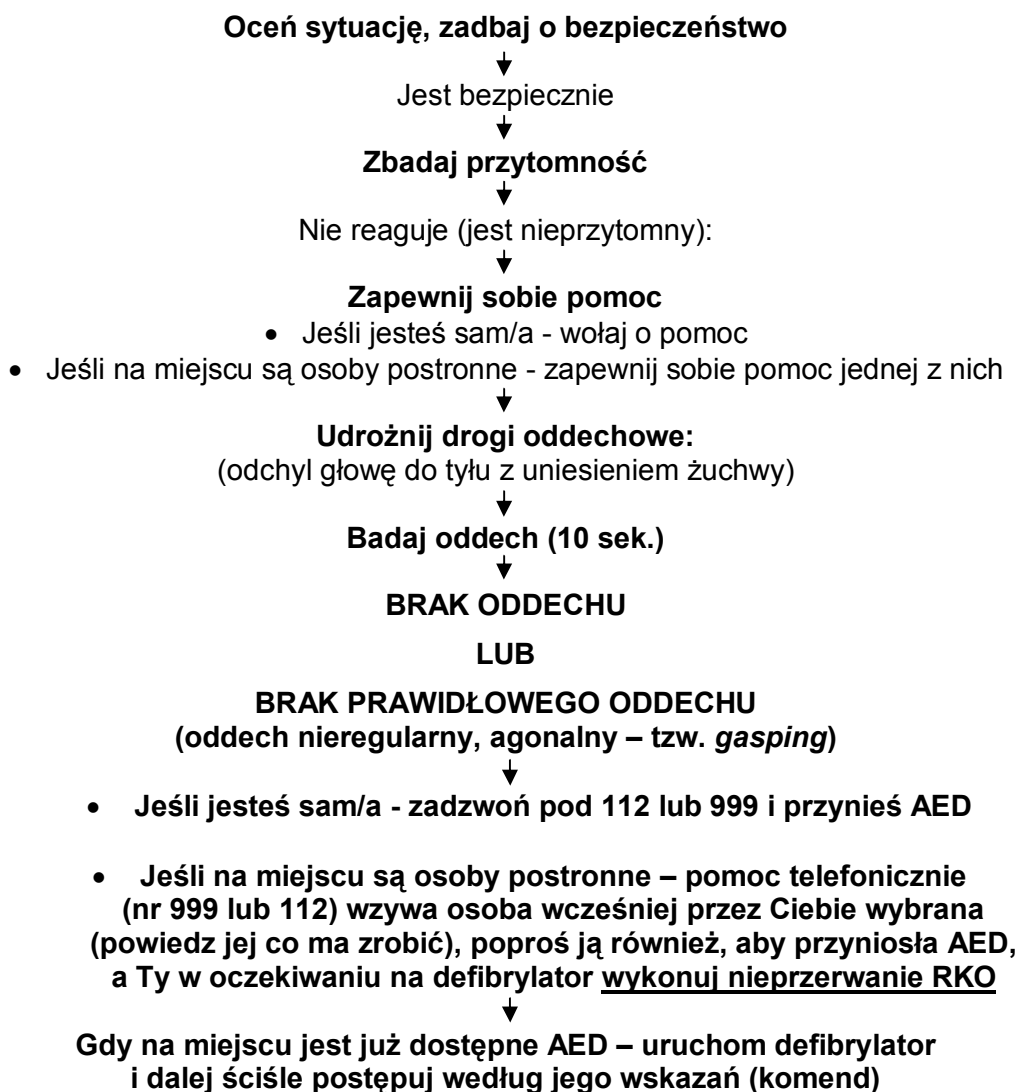 Oceń sytuację, zadbaj o bezpieczeństwo
Jest bezpiecznie
Zbadaj przytomność
Nie reaguje (jest nieprzytomny):
Zapewnij sobie pomoc
• Jeśli jesteś sam/a - wołaj o pomoc
• Jeśli na miejscu są osoby postronne - zapewnij sobie pomoc jednej z nich
Udrożnij drogi oddechowe:
(odchyl głowę do tyłu z uniesieniem żuchwy)
Badaj oddech (10 sek.)
BRAK ODDECHU
LUB
BRAK PRAWIDŁOWEGO ODDECHU
(oddech nieregularny, agonalny – tzw. gasping)
• Jeśli jesteś sam/a - zadzwoń pod 112 lub 999 i przynieś AED
• Jeśli na miejscu są osoby postronne – pomoc telefonicznie
(nr 999 lub 112) wzywa osoba wcześniej przez Ciebie wybrana
(powiedz jej co ma zrobić), poproś ją również, aby przyniosła AED,
a Ty w oczekiwaniu na defibrylator wykonuj nieprzerwanie RKO
Gdy na miejscu jest już dostępne AED – uruchom defibrylator
i dalej ściśle postępuj według jego wskazań (komend)